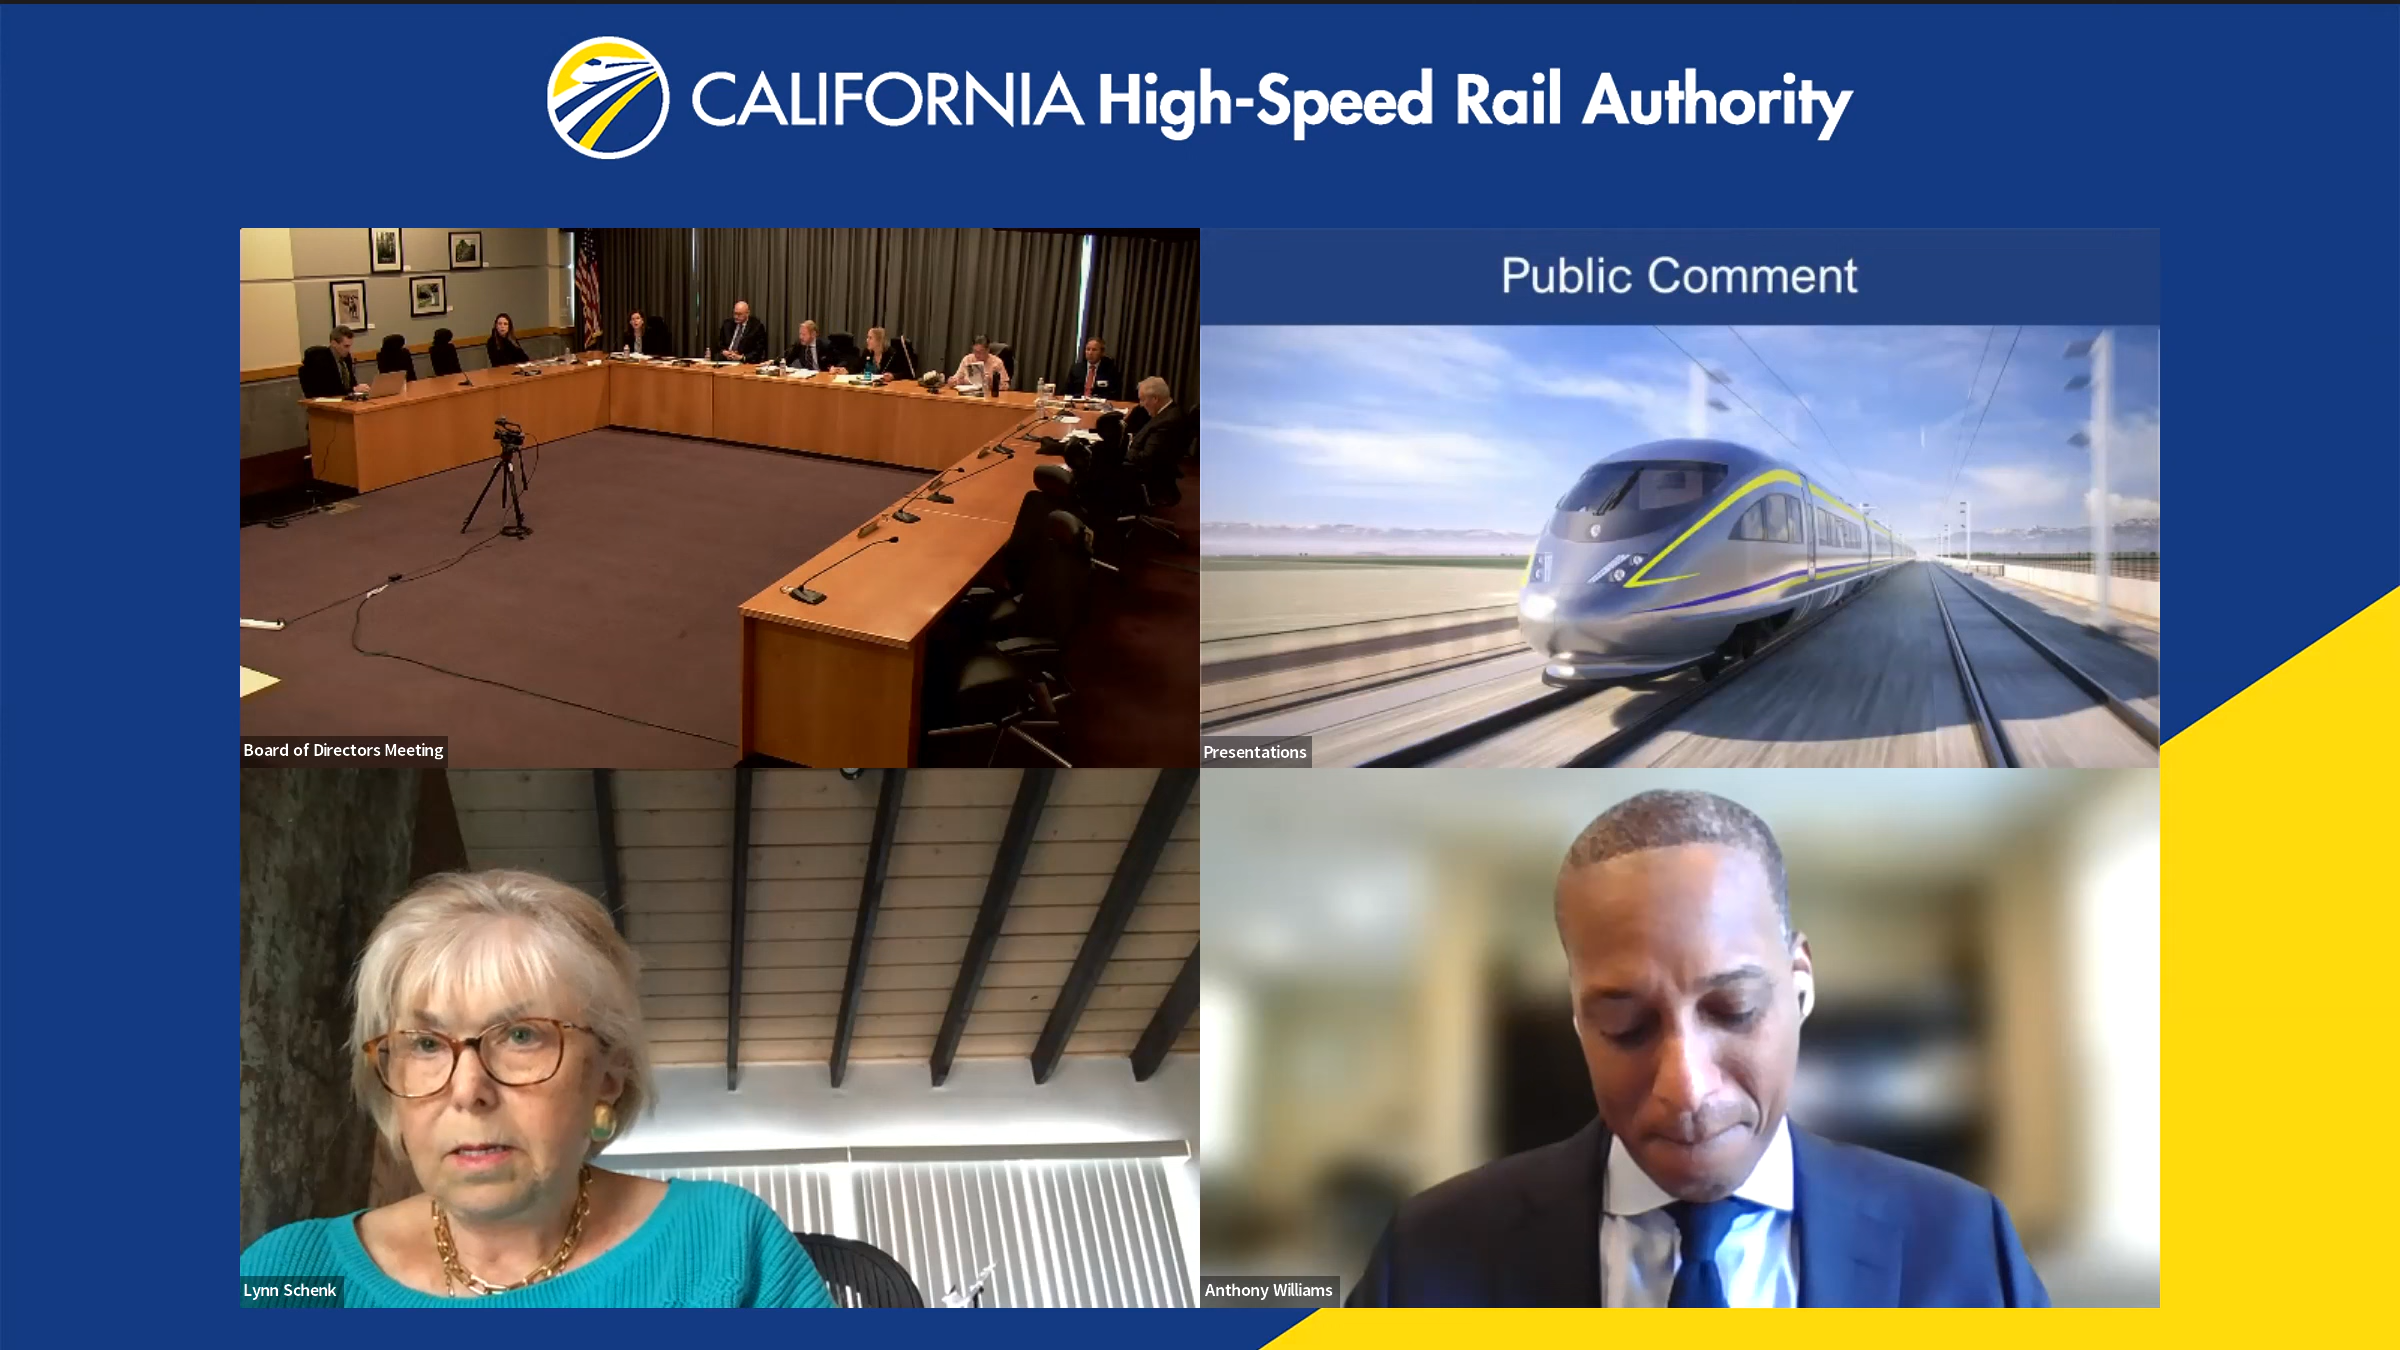 CALIFORNIA High-Speed Rail Authority
Public Comment
Board of Directors Meeting
Presentations
Lynn Schenk
Anthony Williams